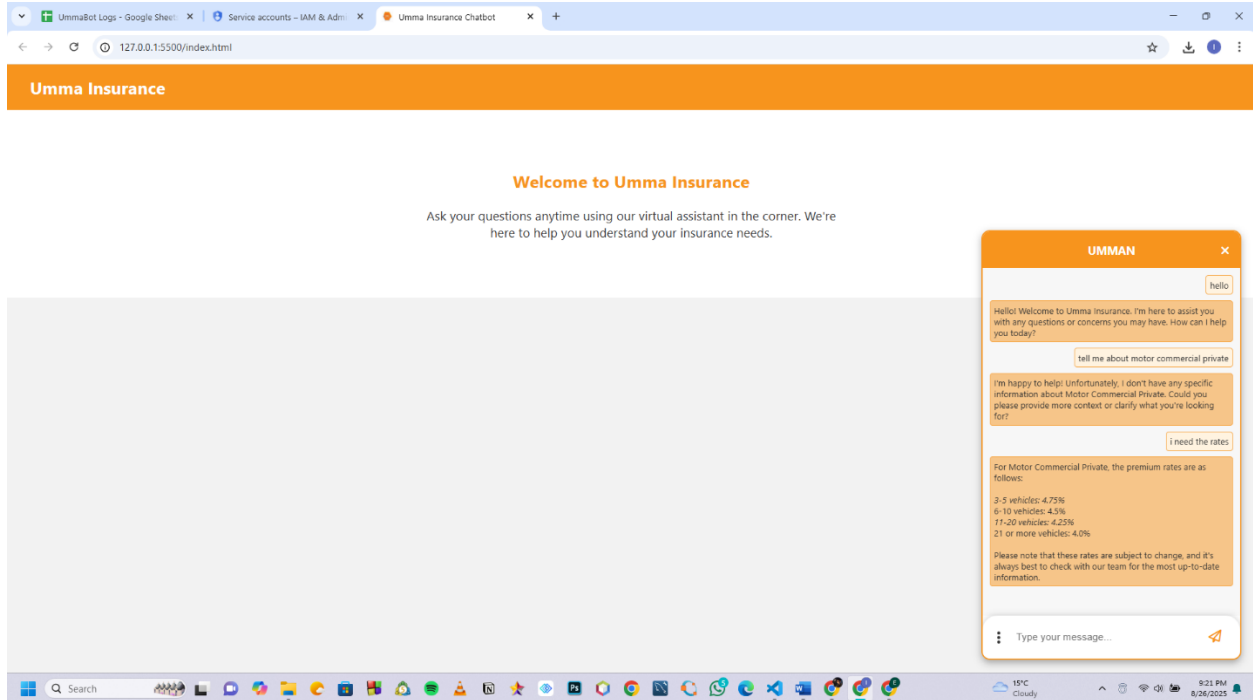 UmmaBot Logs - Google Sheet
Service accounts – IAM & Admi
Umma Insurance Chatbot
127.0.0.1:5500/index.html
Umma Insurance
Welcome to Umma Insurance
Ask your questions anytime using our virtual assistant in the corner. We're
here to help you understand your insurance needs.
UMMAN
hello
Hello! Welcome to Umma Insurance. I'm here to assist you
with any questions or concerns you may have. How can I help
you today?
tell me about motor commercial private
I'm happy to help! Unfortunately, I don't have any specific
information about Motor Commercial Private. Could you
please provide more context or clarify what you're looking
for?
i need the rates
For Motor Commercial Private, the premium rates are as
follows:
3-5 vehicles: 4.75%
6-10 vehicles: 4.5%
11-20 vehicles: 4.25%
21 or more vehicles: 4.0%
Please note that these rates are subject to change, and it's
always best to check with our team for the most up-to-date
information.
Type your message...
Search
15°C
Cloudy
9:21 PM
8/26/2025